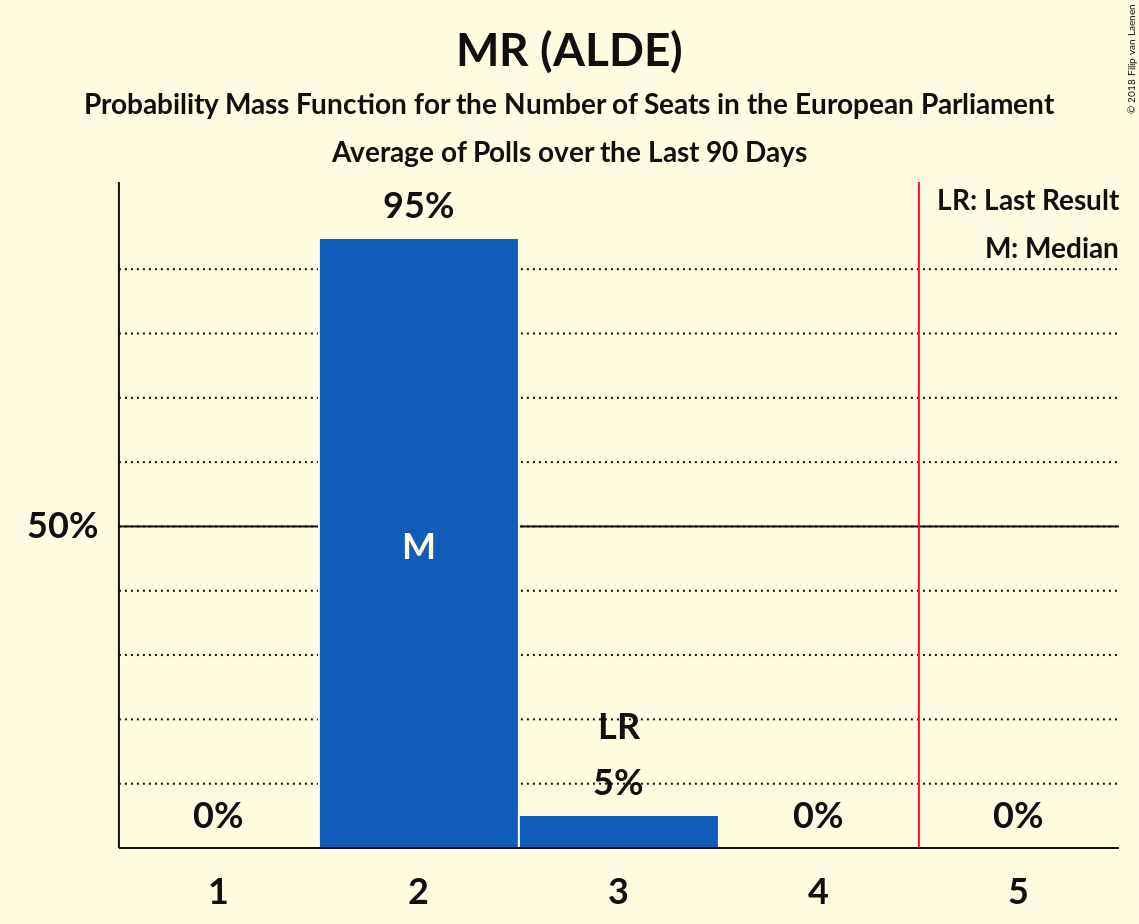 MR (ALDE)
Probability Mass Function for the Number of Seats in the European Parliament
Average of Polls over the Last 90 Days
© 2018 Filip van Laenen
LR: Last Result
M: Median
95%
50%
M
LR
5%
0%
0%
0%
1
2
3
4
5